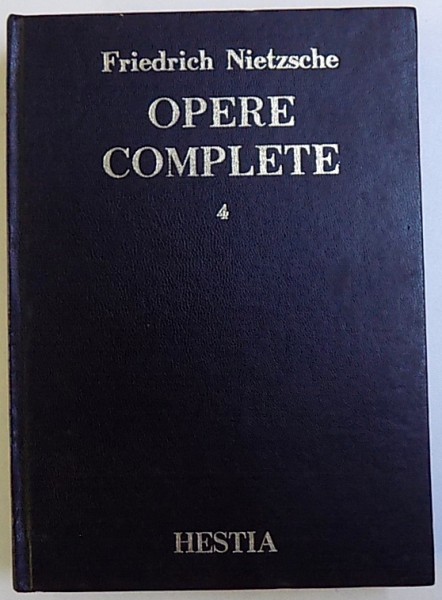 Friedrich Nietzsche
OPERE
COMPLETE
4
HESTIA